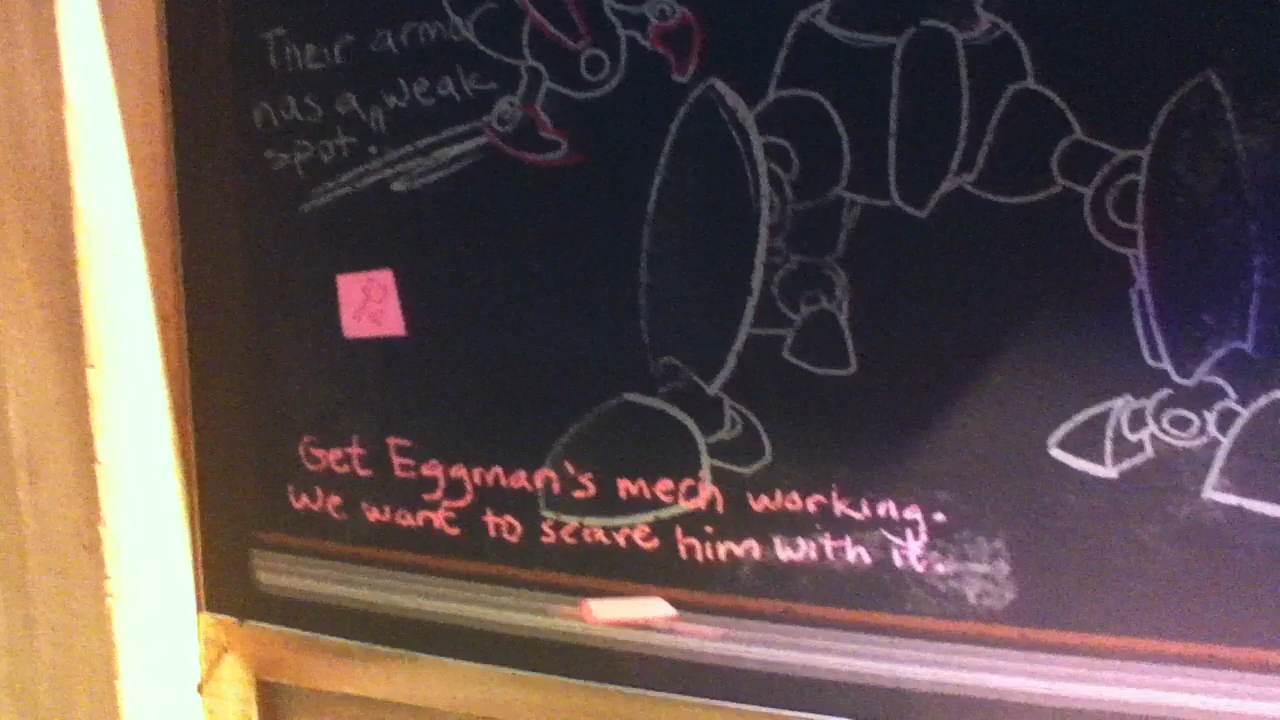 Their armor
has a weak
spot.
Get Eggman's mech working.
We want to scare him with it.